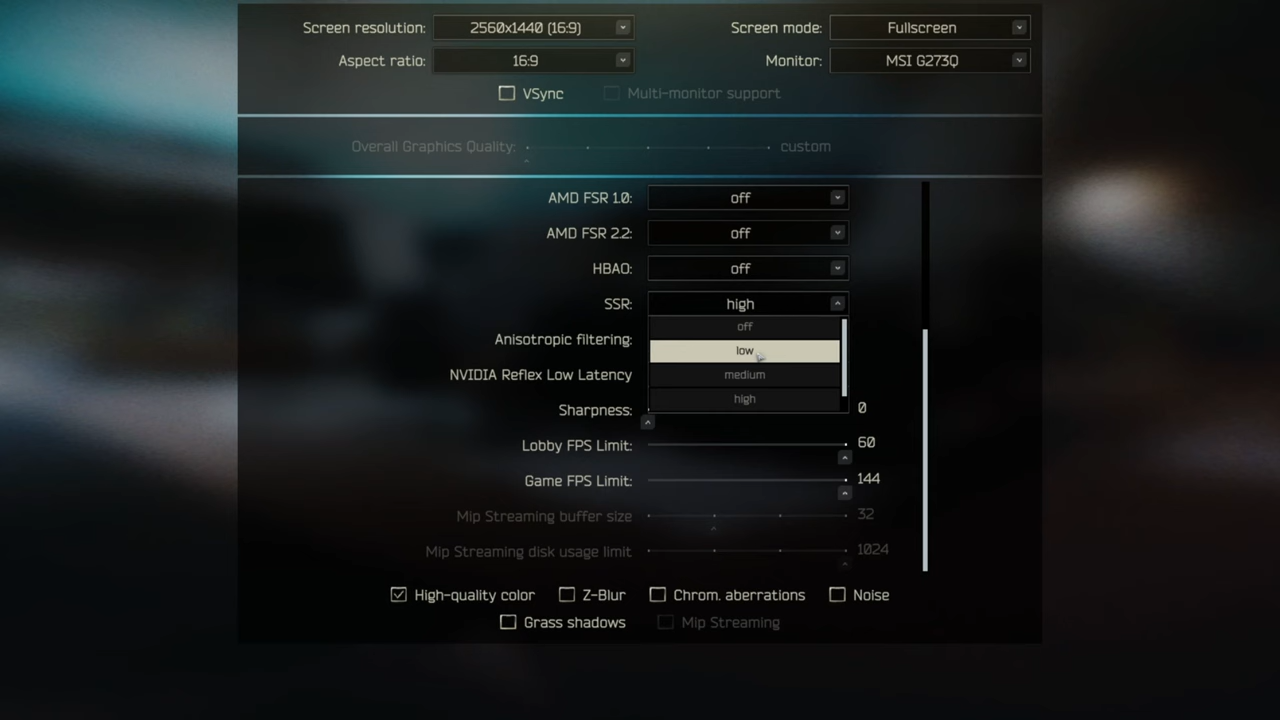 Screen resolution: 2560x1440 (16:9) Screen mode: Fullscreen
Aspect ratio: 16:9 Monitor: MSI G273Q
VSync Multi-monitor support
Overall Graphics Quality: custom
AMD FSR 1.0: off
AMD FSR 2.2: off
HBAO: off
SSR: high
off
Anisotropic filtering:
low
NVIDIA Reflex Low Latency
medium
high
Sharpness: 0
Lobby FPS Limit: 60
Game FPS Limit: 144
Mip Streaming buffer size 32
Mip Streaming disk usage limit 1024
High-quality color Z-Blur Chrom. aberrations Noise
Grass shadows Mip Streaming